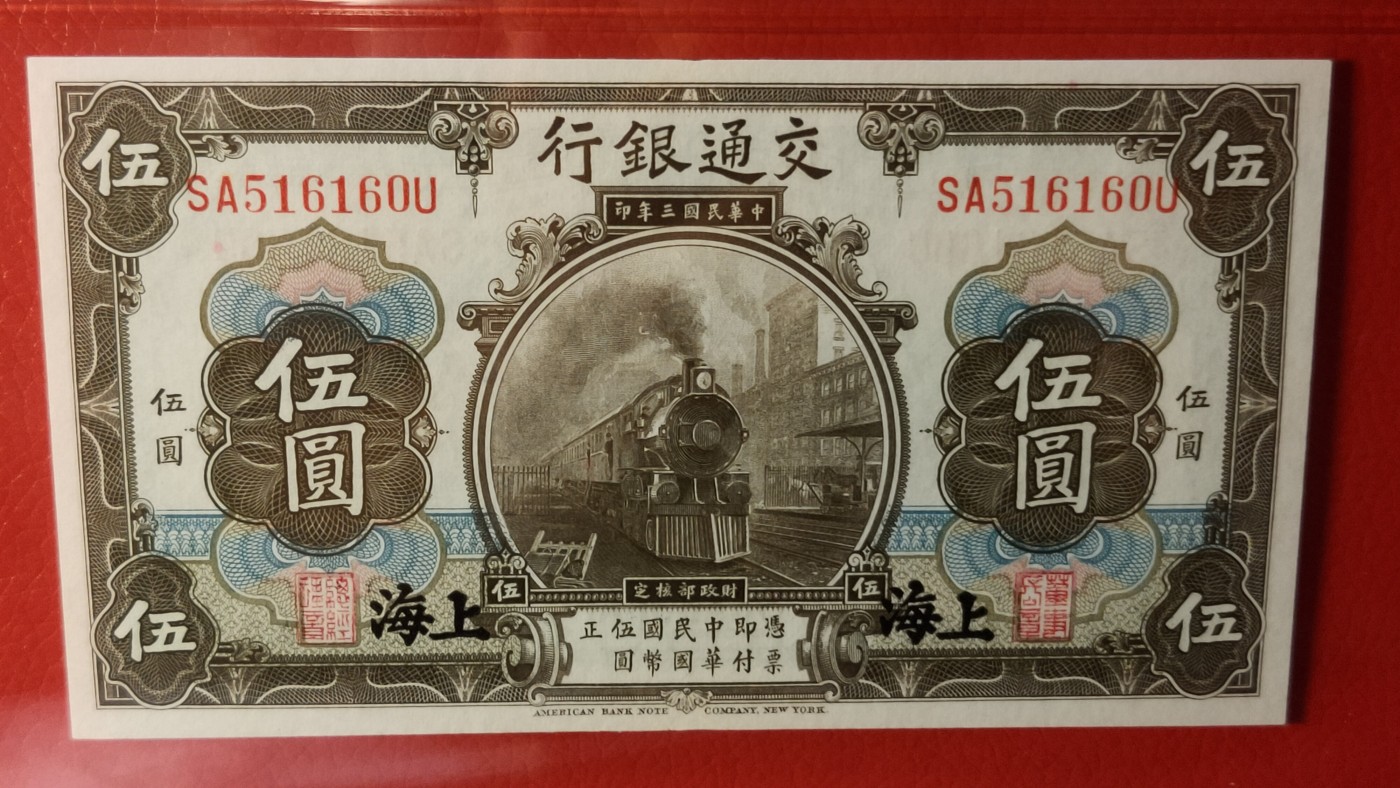 交通銀行
伍
伍
SA516160U
SA516160U
中華民國三年印
伍圓
伍圓
伍圓
伍圓
伍
財政部核定
伍
上海
上海
憑票即付中華民國國幣伍圓正
伍
伍
AMERICAN BANK NOTE COMPANY, NEW YORK.